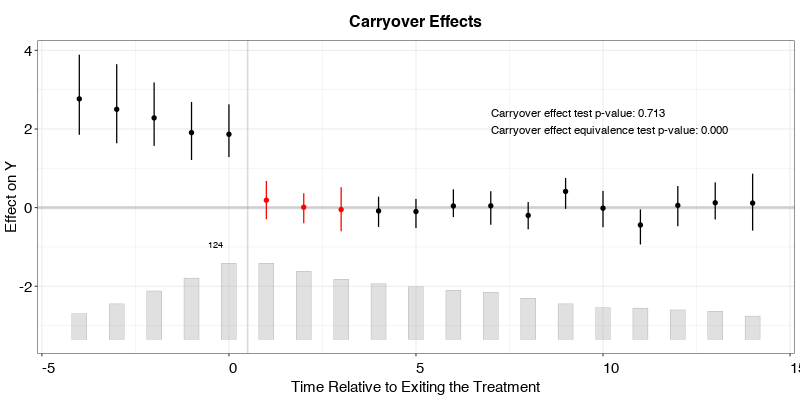 Carryover Effects
4
2
0
-2
Effect on Y
Carryover effect test p-value: 0.713
Carryover effect equivalence test p-value: 0.000
124
-5
0
5
10
15
Time Relative to Exiting the Treatment